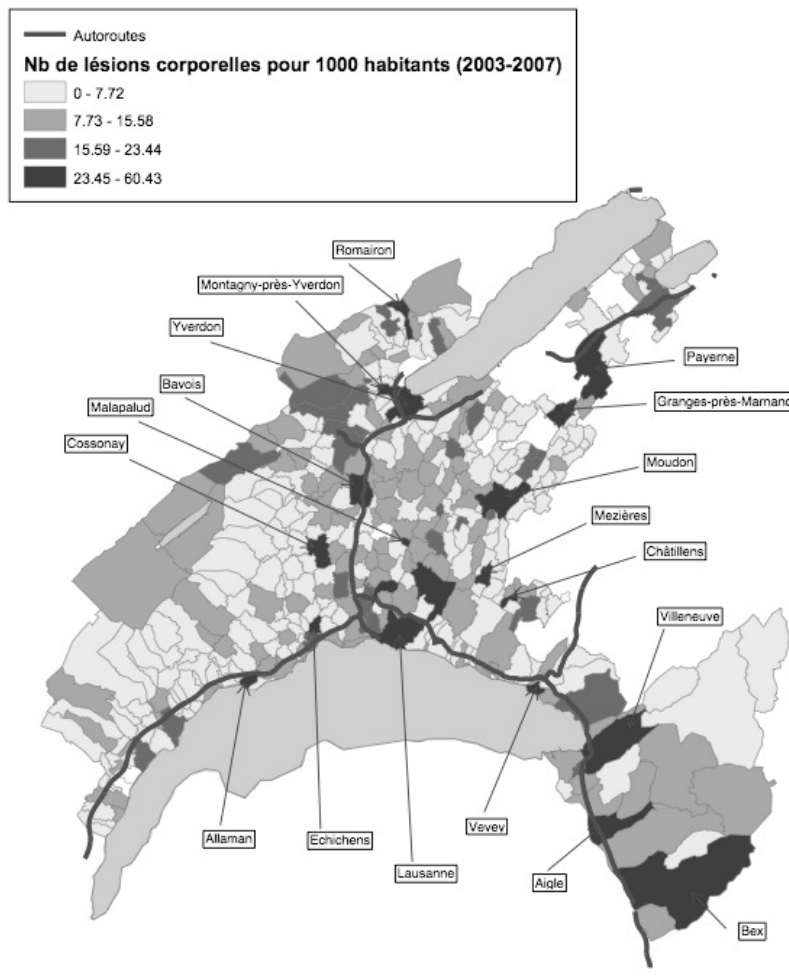 Autoroutes
Nb de lésions corporelles pour 1000 habitants (2003-2007)
0 - 7.72
7.73 - 15.58
15.59 - 23.44
23.45 - 60.43
Romairon
Montagny-près-Yverdon
Yverdon
Payerne
Bavois
Granges-près-Marnand
Malapalud
Cossonay
Moudon
Mezières
Châtillens
Villeneuve
Allaman
Echichens
Vevev
Lausanne
Aigle
Bex